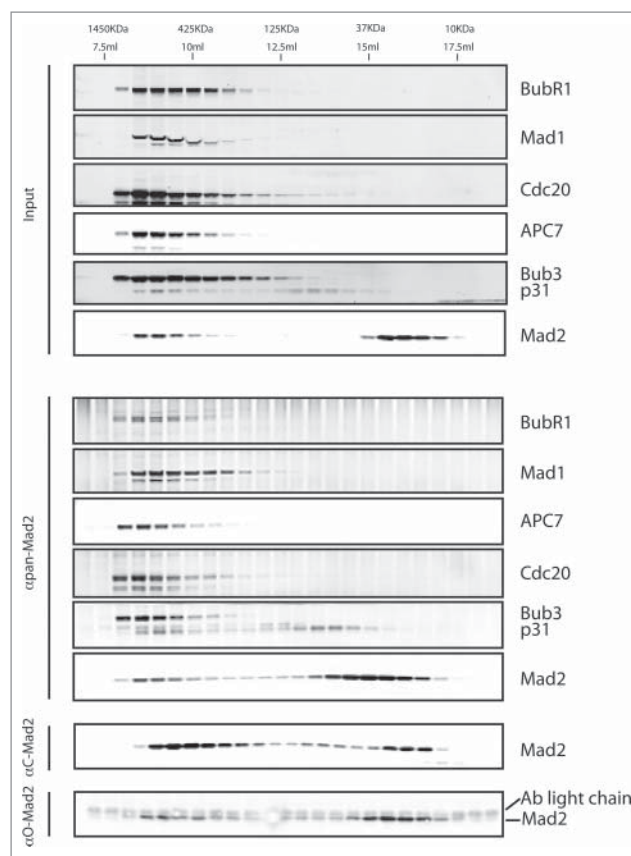 1450KDa 425KDa 125KDa 37KDa 10KDa
7.5ml 10ml 12.5ml 15ml 17.5ml
Input
BubR1
Mad1
Cdc20
APC7
Bub3
p31
Mad2
αpan-Mad2
BubR1
Mad1
APC7
Cdc20
Bub3
p31
Mad2
αC-Mad2
Mad2
αO-Mad2
Ab light chain
Mad2